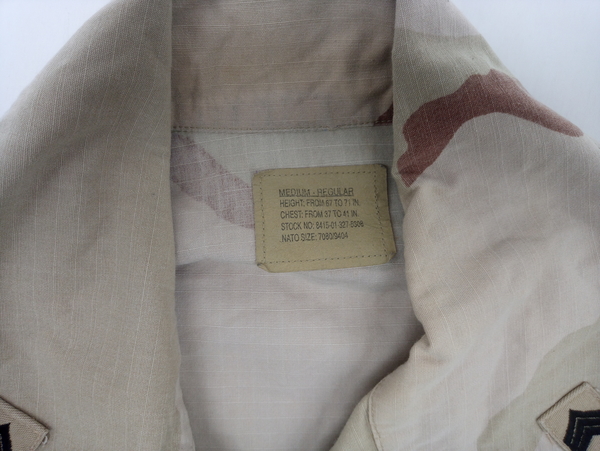 MEDIUM - REGULAR
HEIGHT: FROM 67 TO 71 IN.
CHEST: FROM 37 TO 41 IN.
STOCK NO: 8415-01-327-
NATO SIZE: 7080/9404